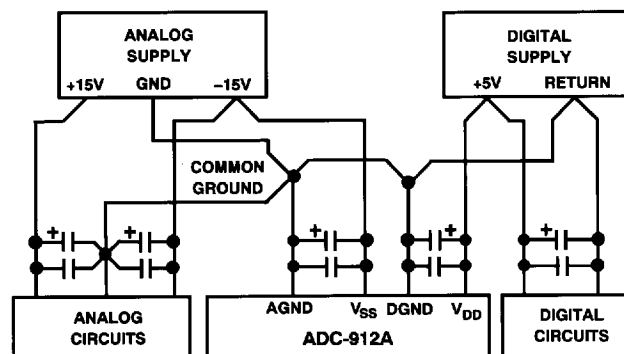 ANALOG
SUPPLY
+15V GND –15V
DIGITAL
SUPPLY
+5V RETURN
COMMON
GROUND
+ + + + +
AGND VSS DGND VDD
ANALOG
CIRCUITS
ADC-912A
DIGITAL
CIRCUITS